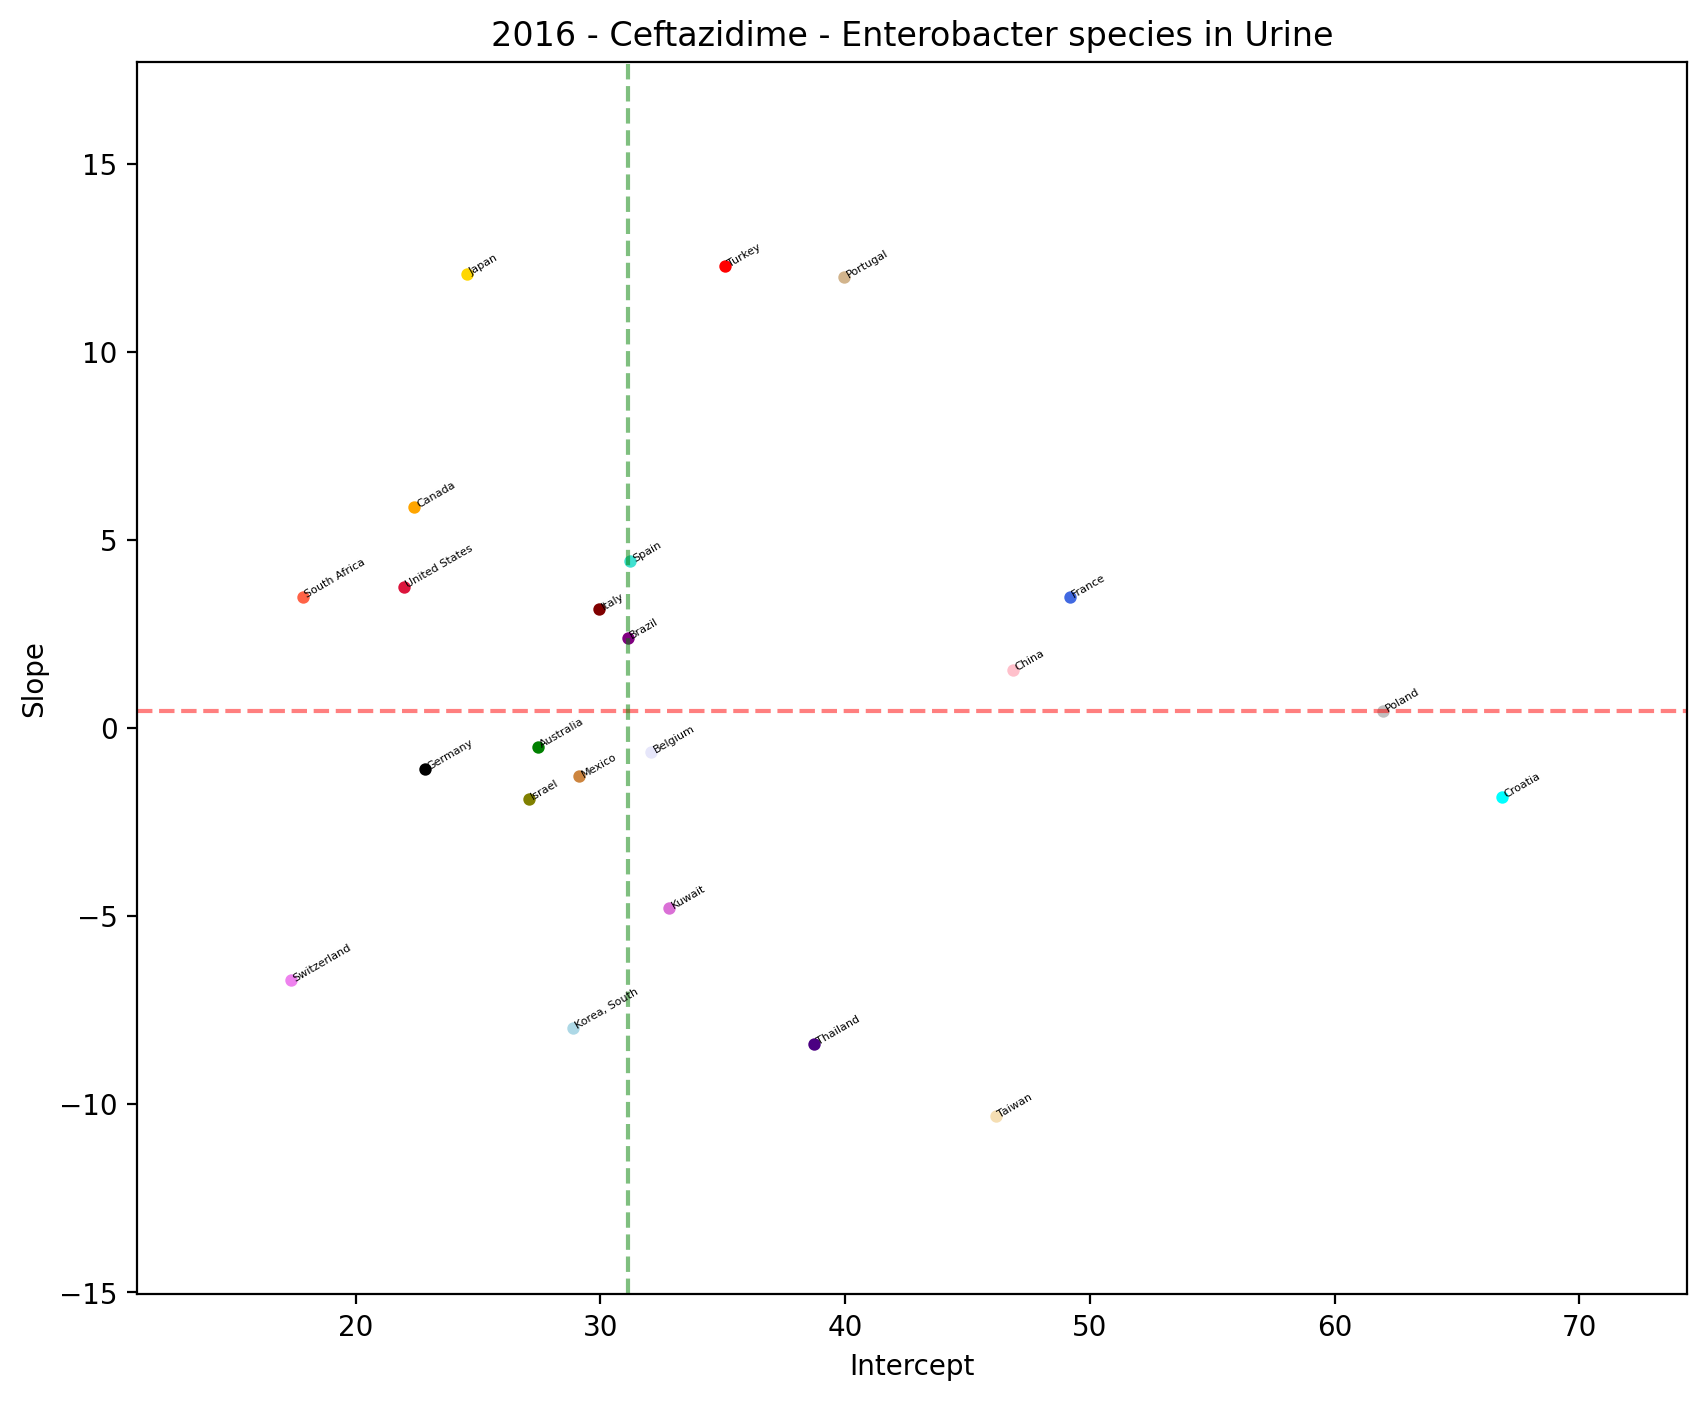 2016 - Ceftazidime - Enterobacter species in Urine
15
10
5
0
−5
−10
−15
Slope
Japan
Turkey
Portugal
Canada
Spain
United States
South Africa
Italy
France
Brazil
China
Poland
Australia
Belgium
Germany
Mexico
Israel
Croatia
Kuwait
Switzerland
Korea, South
Thailand
Taiwan
20
30
40
50
60
70
Intercept